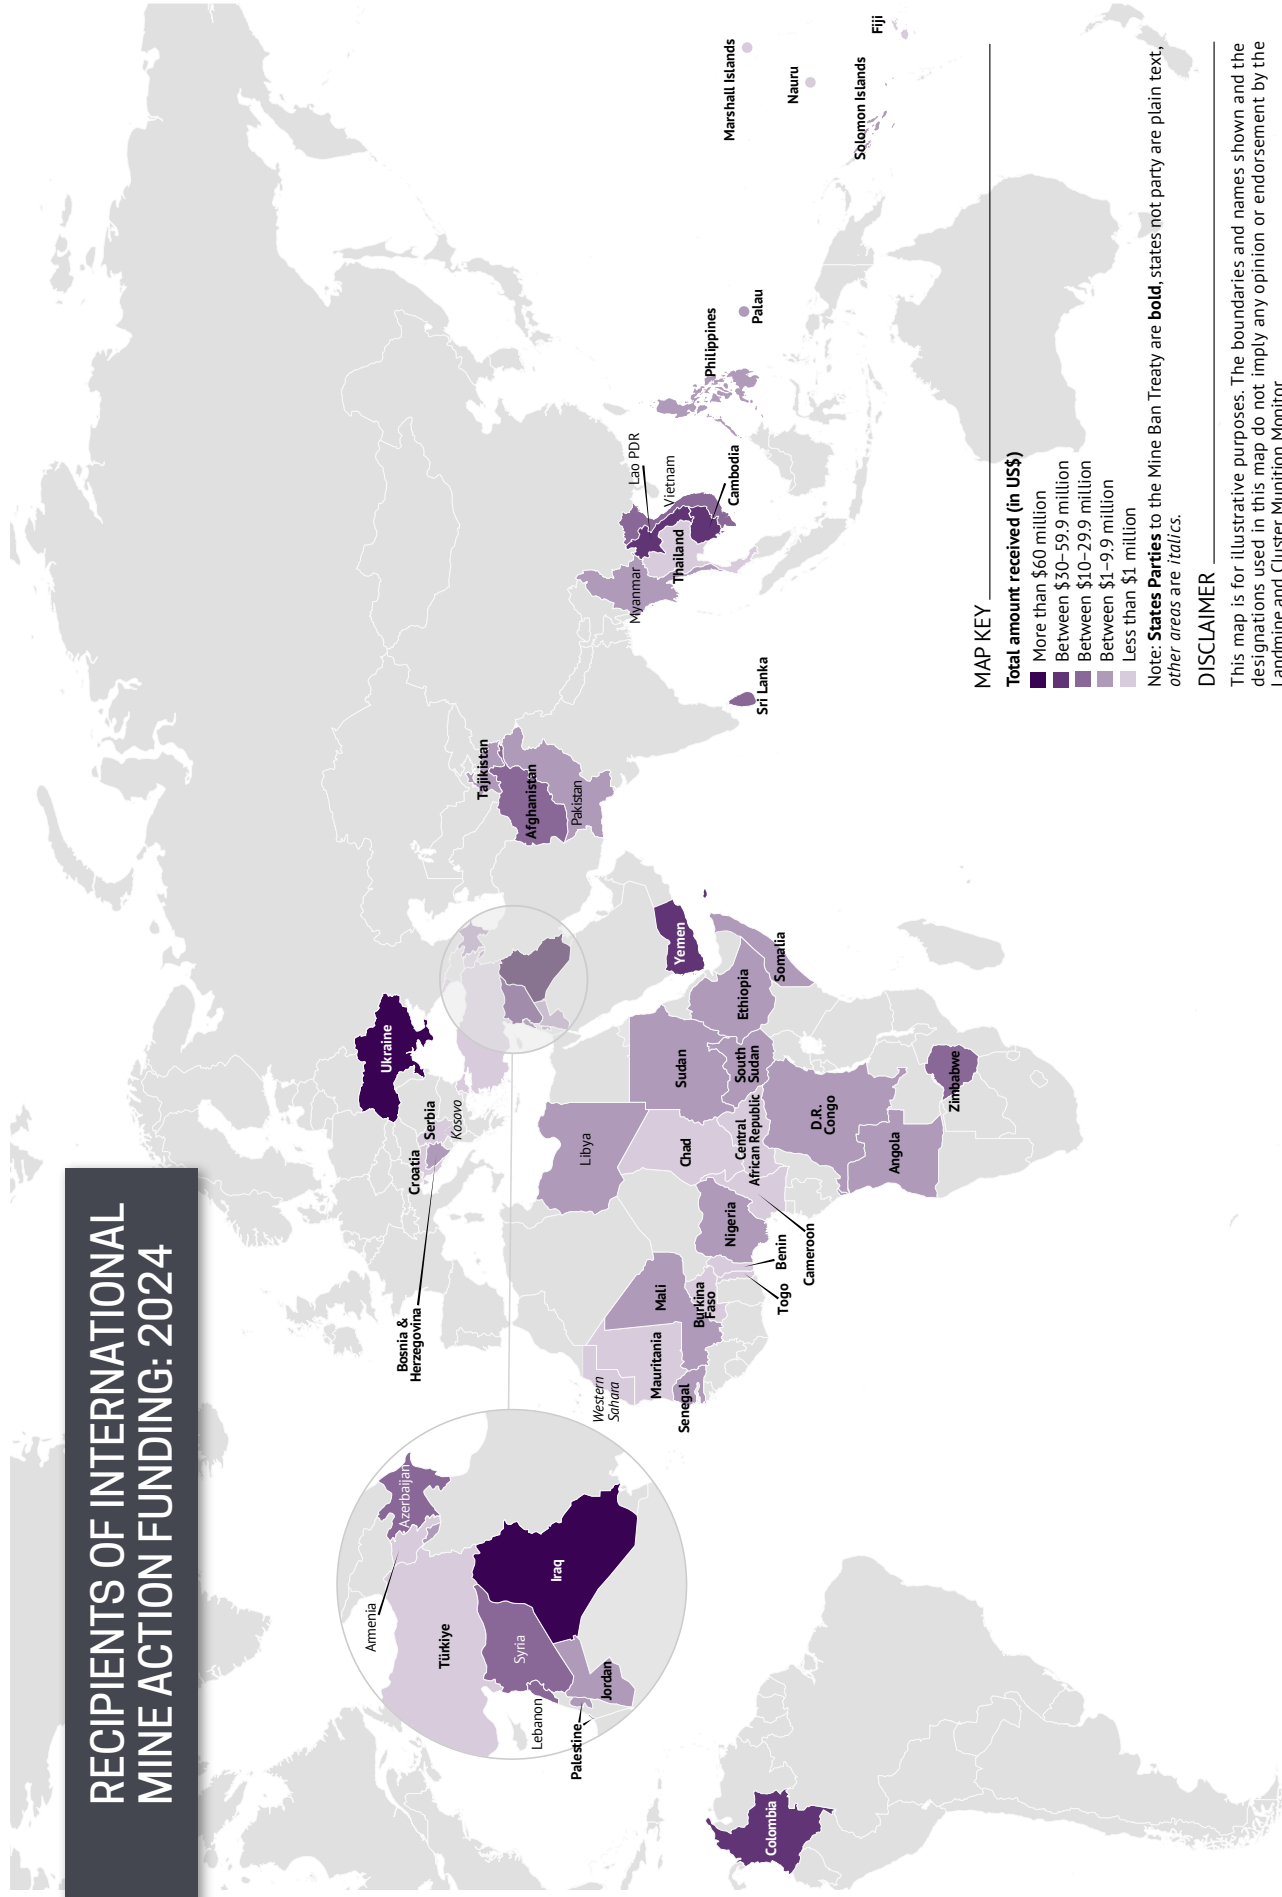 RECIPIENTS OF INTERNATIONAL
MINE ACTION FUNDING: 2024
Ukraine
Croatia
Serbia
Kosovo
Bosnia &
Herzegovina
Armenia
Azerbaijan
Türkiye
Syria
Iraq
Lebanon
Palestine
Jordan
Colombia
Western
Sahara
Mauritania
Senegal
Mali
Burkina
Faso
Togo
Benin
Nigeria
Cameroon
Libya
Chad
Central
African Republic
Sudan
South
Sudan
Ethiopia
Somalia
D.R.
Congo
Angola
Zimbabwe
Yemen
Tajikistan
Afghanistan
Pakistan
Sri Lanka
Myanmar
Thailand
Lao PDR
Vietnam
Cambodia
Philippines
Palau
Marshall Islands
Nauru
Solomon Islands
Fiji
MAP KEY
Total amount received (in US$)
More than $60 million
Between $30–59.9 million
Between $10–29.9 million
Between $1–9.9 million
Less than $1 million
Note: States Parties to the Mine Ban Treaty are bold, states not party are plain text,
other areas are italics.
DISCLAIMER
This map is for illustrative purposes. The boundaries and names shown and the
designations used in this map do not imply any opinion or endorsement by the
Landmine and Cluster Munition Monitor